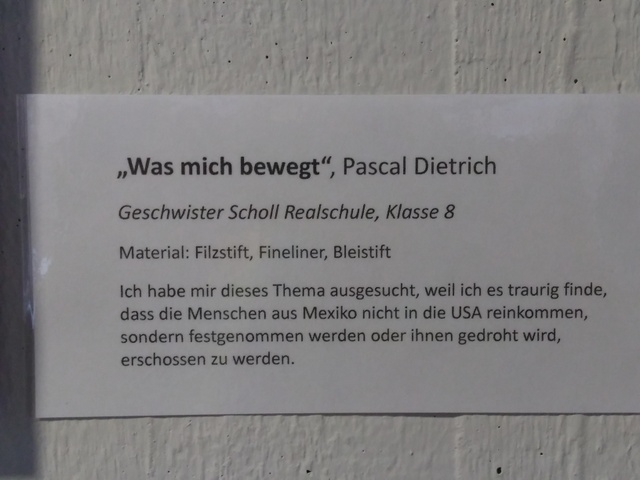 „Was mich bewegt“, Pascal Dietrich
Geschwister Scholl Realschule, Klasse 8
Material: Filzstift, Fineliner, Bleistift
Ich habe mir dieses Thema ausgesucht, weil ich es traurig finde,
dass die Menschen aus Mexiko nicht in die USA reinkommen,
sondern festgenommen werden oder ihnen gedroht wird,
erschossen zu werden.